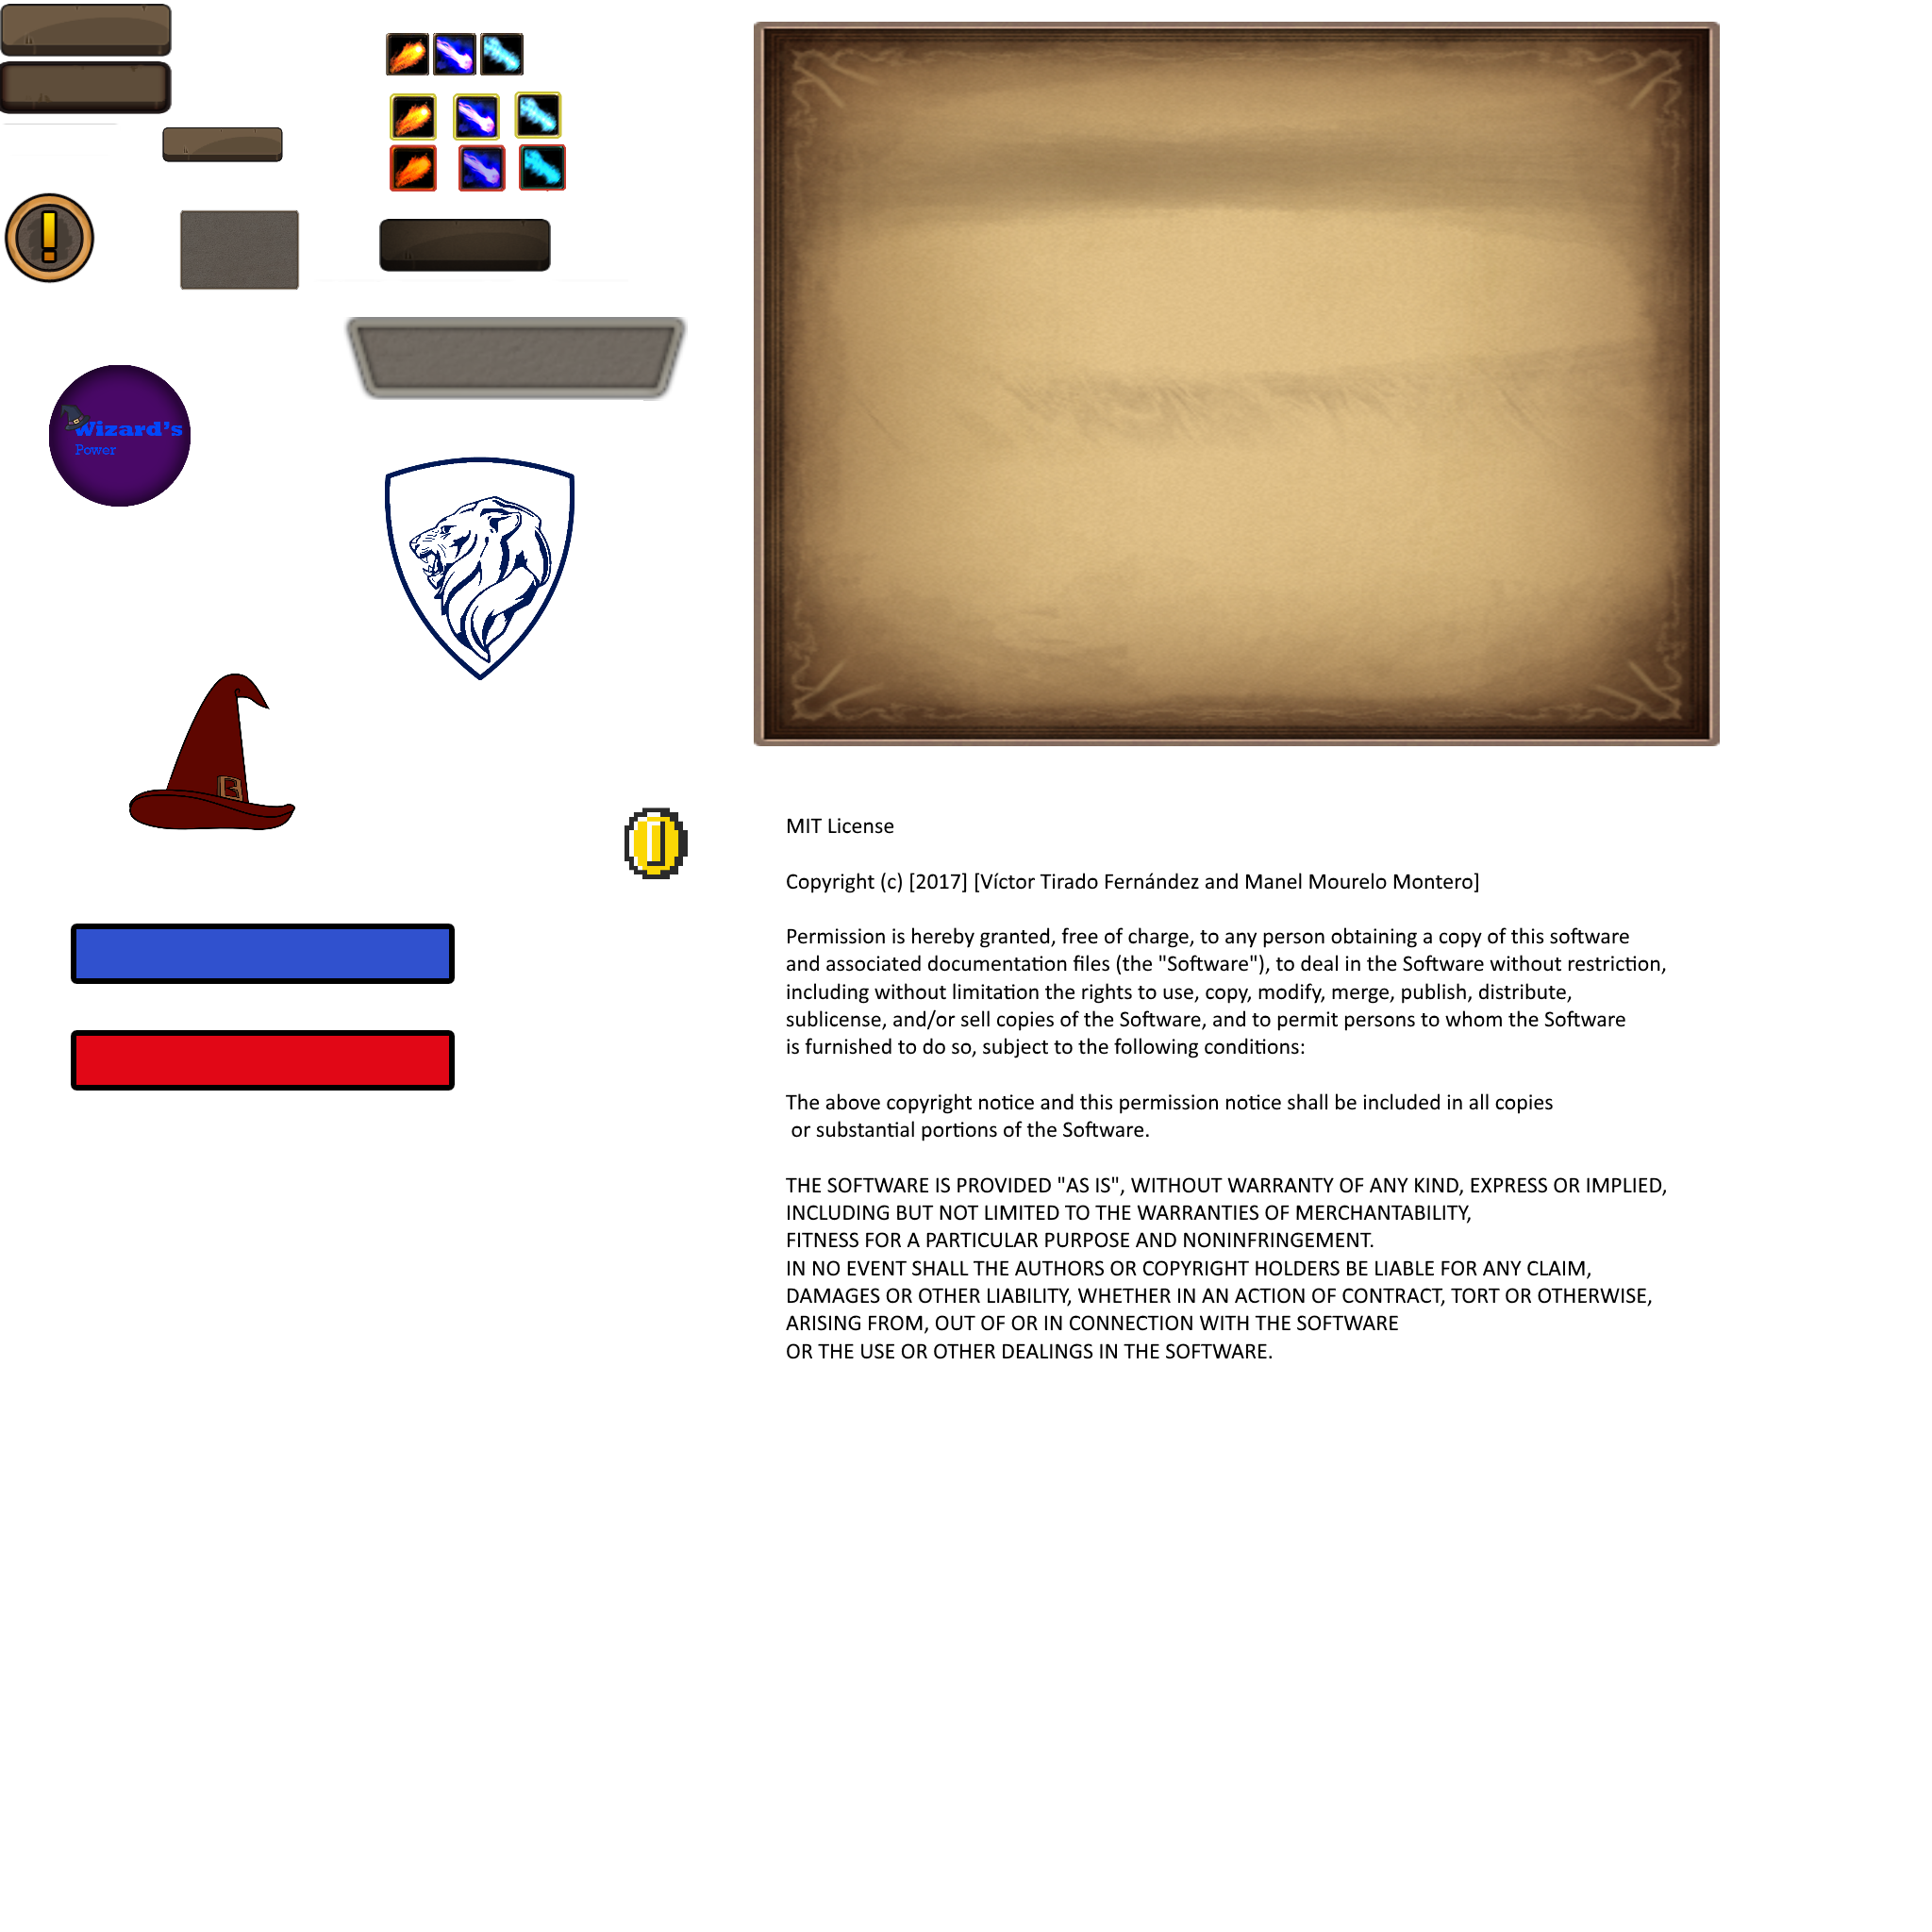 Wizard's
Power
MIT License
Copyright (c) [2017] [Víctor Tirado Fernández and Manel Mourelo Montero]
Permission is hereby granted, free of charge, to any person obtaining a copy of this software
and associated documentation files (the "Software"), to deal in the Software without restriction,
including without limitation the rights to use, copy, modify, merge, publish, distribute,
sublicense, and/or sell copies of the Software, and to permit persons to whom the Software
is furnished to do so, subject to the following conditions:
The above copyright notice and this permission notice shall be included in all copies
or substantial portions of the Software.
THE SOFTWARE IS PROVIDED "AS IS", WITHOUT WARRANTY OF ANY KIND, EXPRESS OR IMPLIED,
INCLUDING BUT NOT LIMITED TO THE WARRANTIES OF MERCHANTABILITY,
FITNESS FOR A PARTICULAR PURPOSE AND NONINFRINGEMENT.
IN NO EVENT SHALL THE AUTHORS OR COPYRIGHT HOLDERS BE LIABLE FOR ANY CLAIM,
DAMAGES OR OTHER LIABILITY, WHETHER IN AN ACTION OF CONTRACT, TORT OR OTHERWISE,
ARISING FROM, OUT OF OR IN CONNECTION WITH THE SOFTWARE
OR THE USE OR OTHER DEALINGS IN THE SOFTWARE.